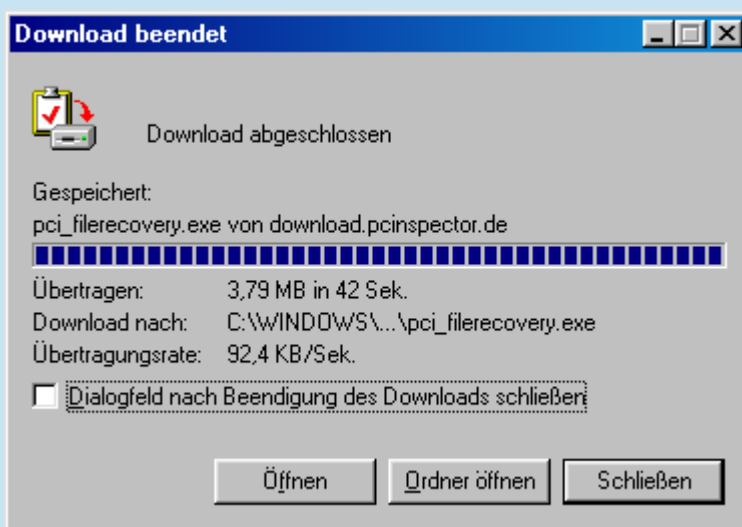 Download beendet
Download abgeschlossen
Gespeichert:
pci_filerecovery.exe von download.pcinspector.de
Übertragen: 3,79 MB in 42 Sek.
Download nach: C:\WINDOWS\...\pci_filerecovery.exe
Übertragungsrate: 92,4 KB/Sek.
Dialogfeld nach Beendigung des Downloads schließen
Öffnen Ordner öffnen Schließen